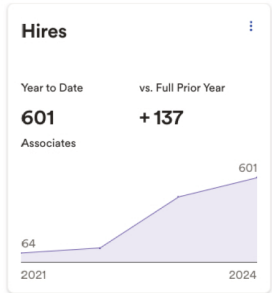 Hires
Year to Date
vs. Full Prior Year
601
+137
Associates
601
64
2021
2024